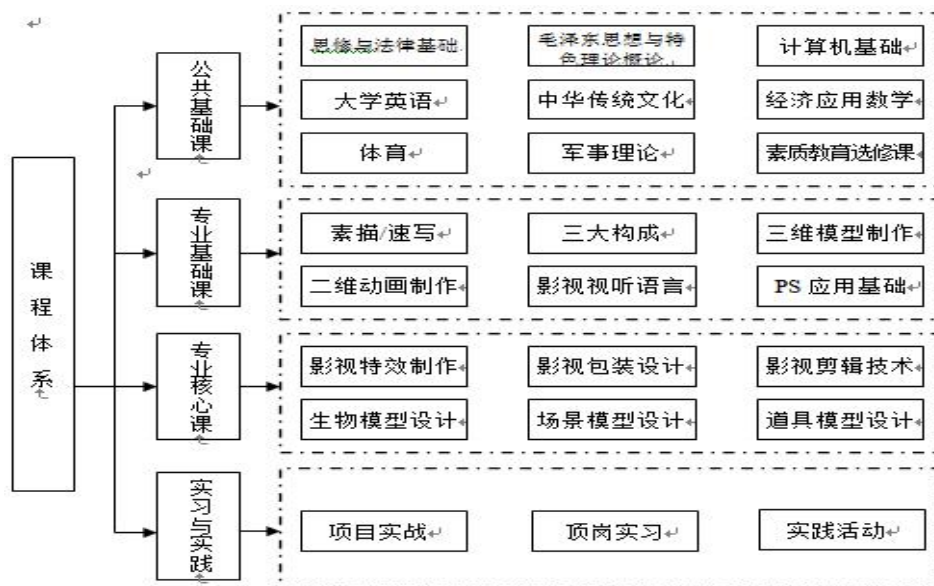 课程体系
公共基础课
思修与法律基础
毛泽东思想与特
色理论概论
计算机基础
大学英语
中华传统文化
经济应用数学
体育
军事理论
素质教育选修课
专业基础课
素描/速写
三大构成
三维模型制作
二维动画制作
影视视听语言
PS 应用基础
专业核心课
影视特效制作
影视包装设计
影视剪辑技术
生物模型设计
场景模型设计
道具模型设计
实习与实践
项目实战
顶岗实习
实践活动